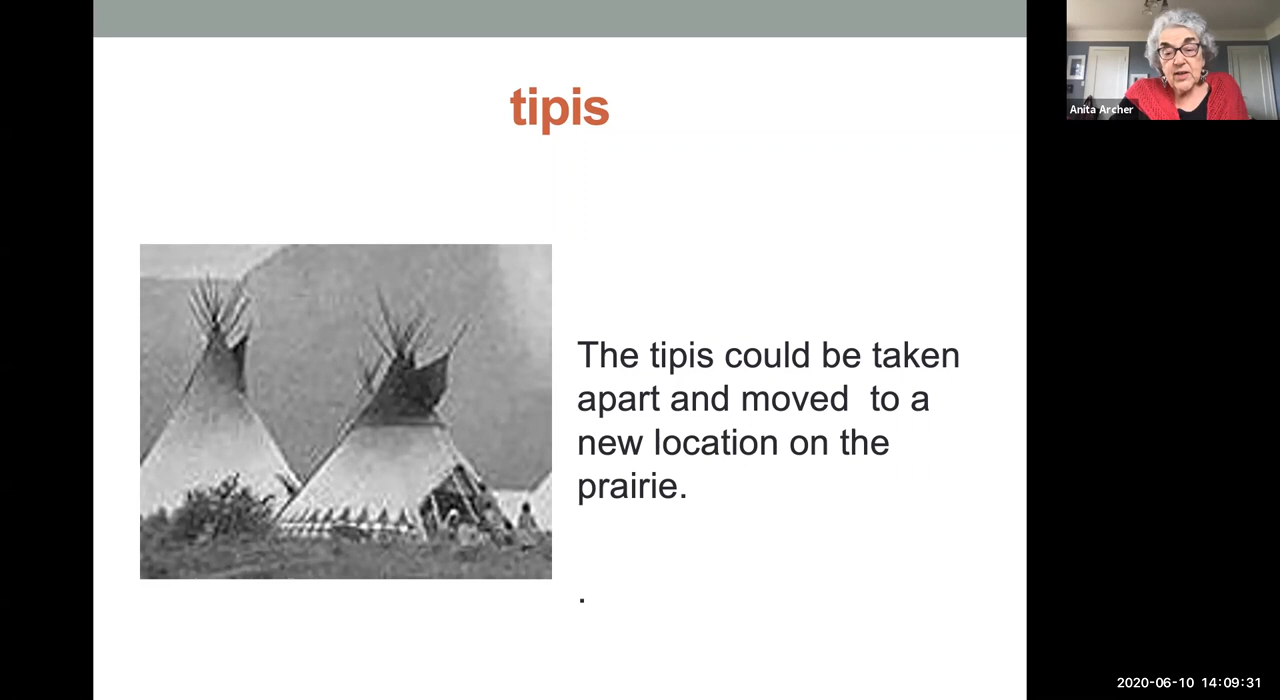 tipis
The tipis could be taken
apart and moved  to a
new location on the
prairie.
.
Anita Archer
2020-06-10 14:09:31